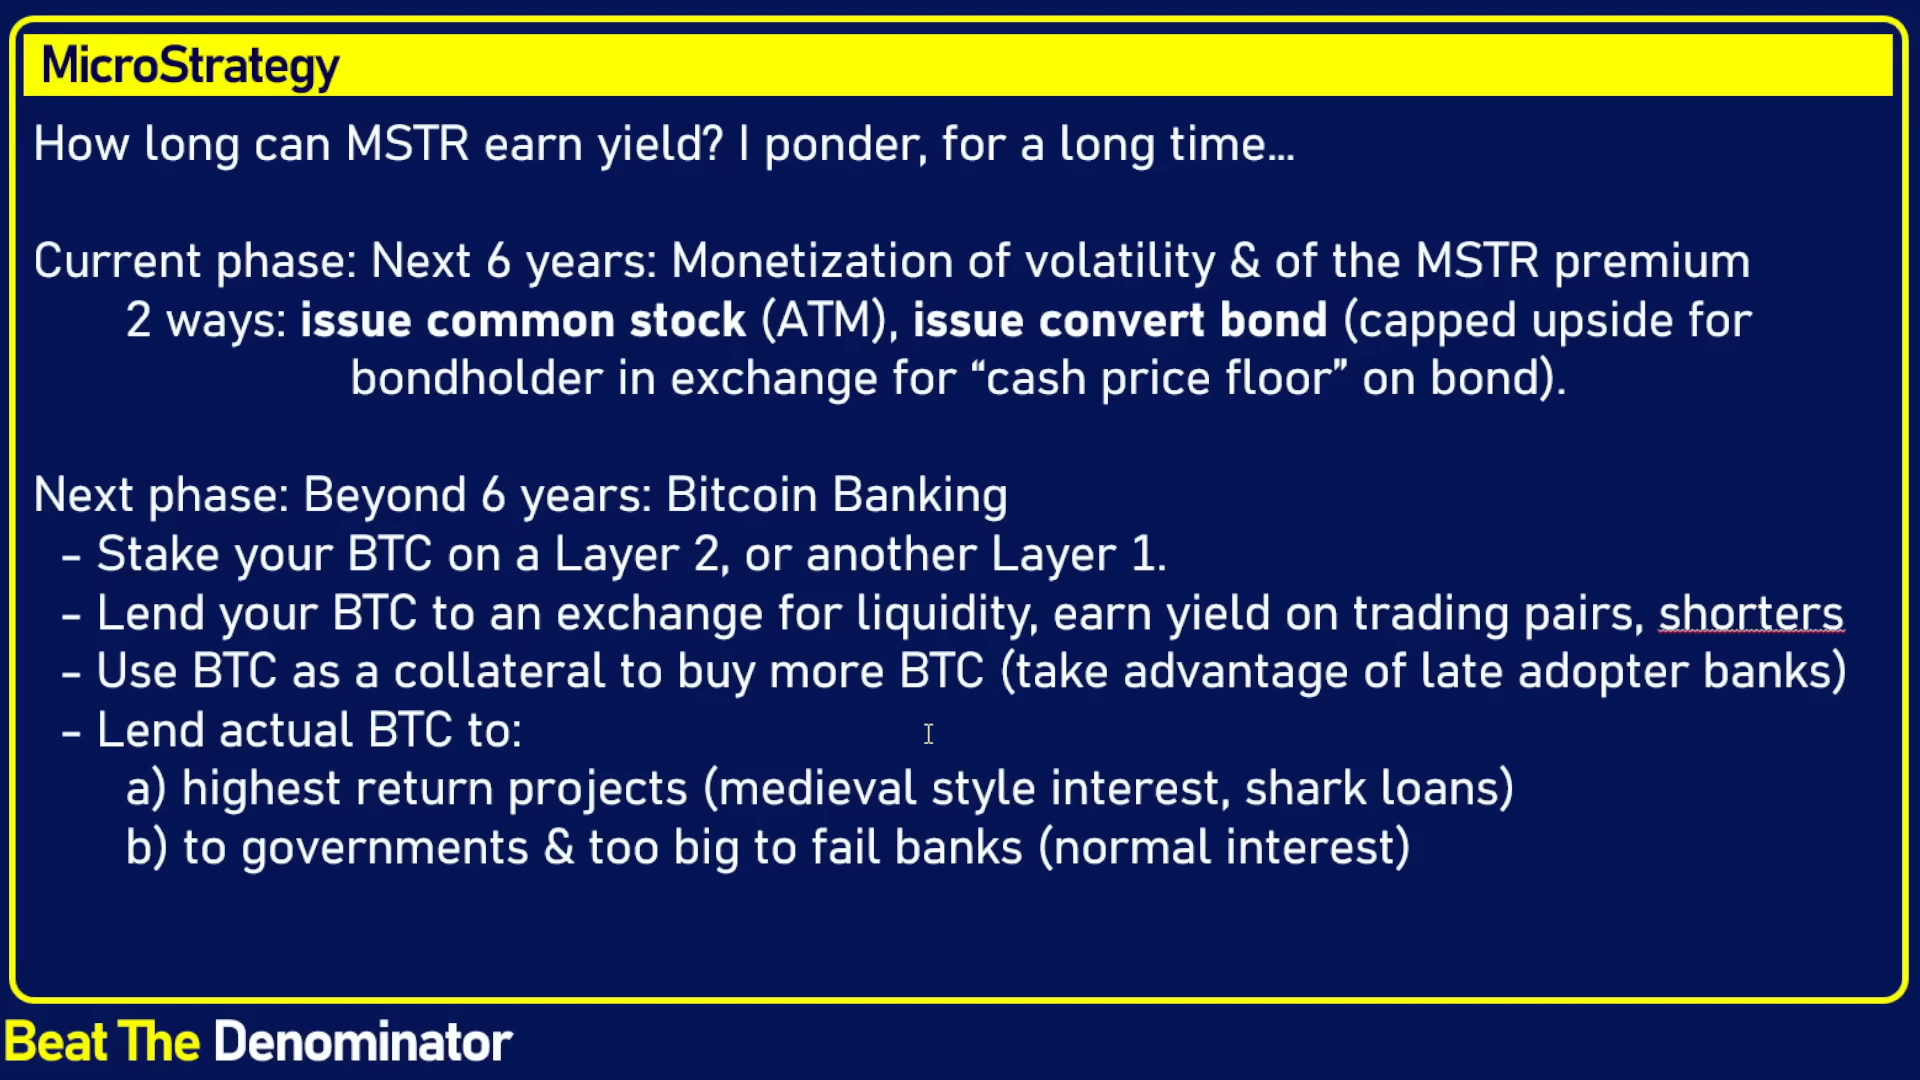 MicroStrategy
How long can MSTR earn yield? I ponder, for a long time...
Current phase: Next 6 years: Monetization of volatility & of the MSTR premium
2 ways: issue common stock (ATM), issue convert bond (capped upside for
bondholder in exchange for “cash price floor” on bond).
Next phase: Beyond 6 years: Bitcoin Banking
- Stake your BTC on a Layer 2, or another Layer 1.
- Lend your BTC to an exchange for liquidity, earn yield on trading pairs, shorters
- Use BTC as a collateral to buy more BTC (take advantage of late adopter banks)
- Lend actual BTC to:
a) highest return projects (medieval style interest, shark loans)
b) to governments & too big to fail banks (normal interest)
Beat The Denominator